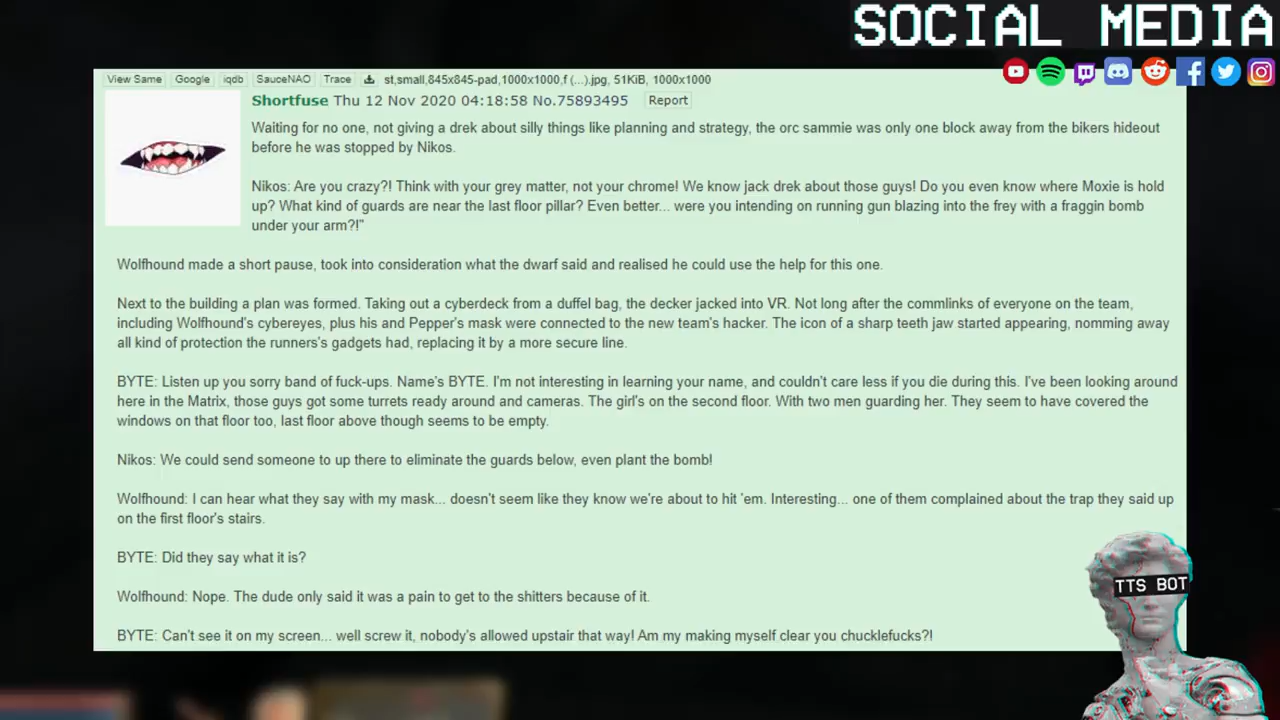 SOCIAL MEDIA
View Same Google iqdb SauceNAO Trace st,small,845x845-pad,1000x1000,f (...).jpg, 51KiB, 1000x1000
Shortfuse Thu 12 Nov 2020 04:18:58 No.75893495 Report
Waiting for no one, not giving a drek about silly things like planning and strategy, the orc sammie was only one block away from the bikers hideout
before he was stopped by Nikos.
Nikos: Are you crazy?! Think with your grey matter, not your chrome! We know jack drek about those guys! Do you even know where Moxie is hold
up? What kind of guards are near the last floor pillar? Even better... were you intending on running gun blazing into the frey with a fraggin bomb
under your arm?!"
Wolfhound made a short pause, took into consideration what the dwarf said and realised he could use the help for this one.
Next to the building a plan was formed. Taking out a cyberdeck from a duffel bag, the decker jacked into VR. Not long after the commlinks of everyone on the team,
including Wolfhound's cybereyes, plus his and Pepper's mask were connected to the new team's hacker. The icon of a sharp teeth jaw started appearing, nomming away
all kind of protection the runners's gadgets had, replacing it by a more secure line.
BYTE: Listen up you sorry band of fuck-ups. Name's BYTE. I'm not interesting in learning your name, and couldn't care less if you die during this. I've been looking around
here in the Matrix, those guys got some turrets ready around and cameras. The girl's on the second floor. With two men guarding her. They seem to have covered the
windows on that floor too, last floor above though seems to be empty.
Nikos: We could send someone to up there to eliminate the guards below, even plant the bomb!
Wolfhound: I can hear what they say with my mask... doesn't seem like they know we're about to hit 'em. Interesting... one of them complained about the trap they said up
on the first floor's stairs.
BYTE: Did they say what it is?
Wolfhound: Nope. The dude only said it was a pain to get to the shitters because of it.
BYTE: Can't see it on my screen... well screw it, nobody's allowed upstair that way! Am my making myself clear you chucklefucks?!
TTS BOT